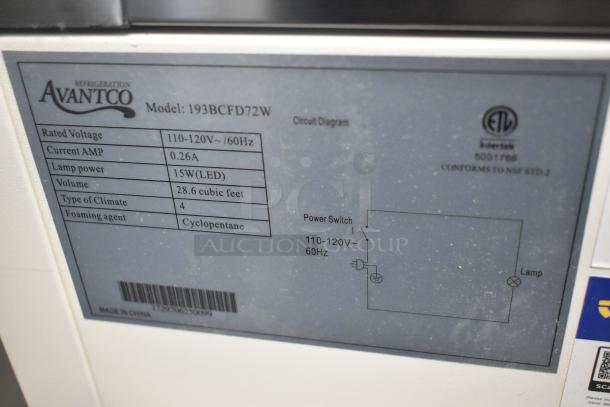 REFRIGERATION
AVANTCO
Model: 193BCFD72W
Circuit Diagram
Intertek
5001766
CONFORMS TO NSF STD.2
Rated Voltage 110-120V~/60Hz
Current AMP 0.26A
Lamp power 15W(LED)
Volume 28.6 cubic feet
Type of Climate 4
Foaming agent Cyclopentane
Power Switch
110-120V~
60Hz
Lamp
PCI
AUCTION GROUP
MADE IN CHINA